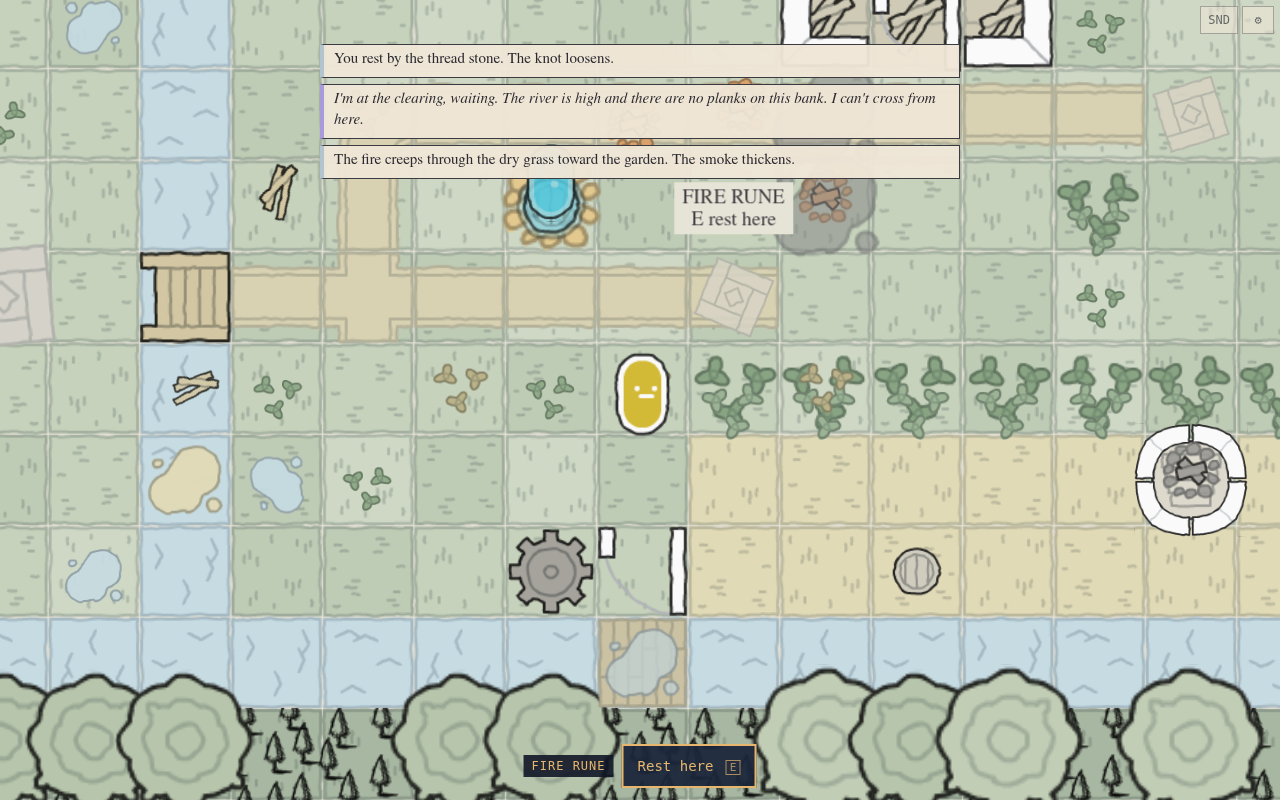 SND
You rest by the thread stone. The knot loosens.
I'm at the clearing, waiting. The river is high and there are no planks on this bank. I can't cross from
here.
The fire creeps through the dry grass toward the garden. The smoke thickens.
FIRE RUNE
E rest here
FIRE RUNE
Rest here E